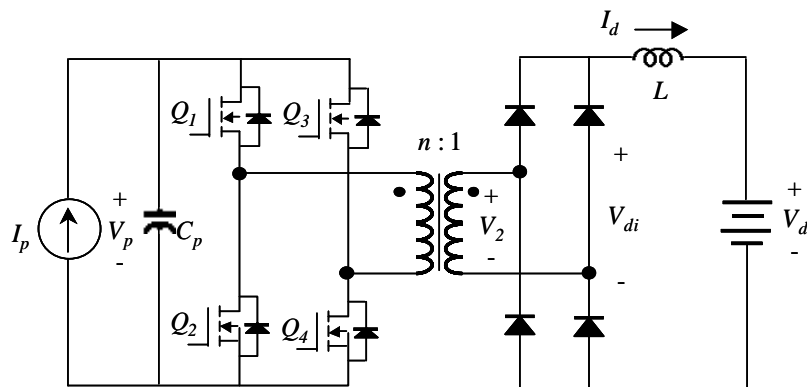 I_d
Q_1
Q_3
L
n : 1
+
V_p
-
I_p
C_p
+
V_2
-
+
V_di
-
+
V_d
-
Q_2
Q_4